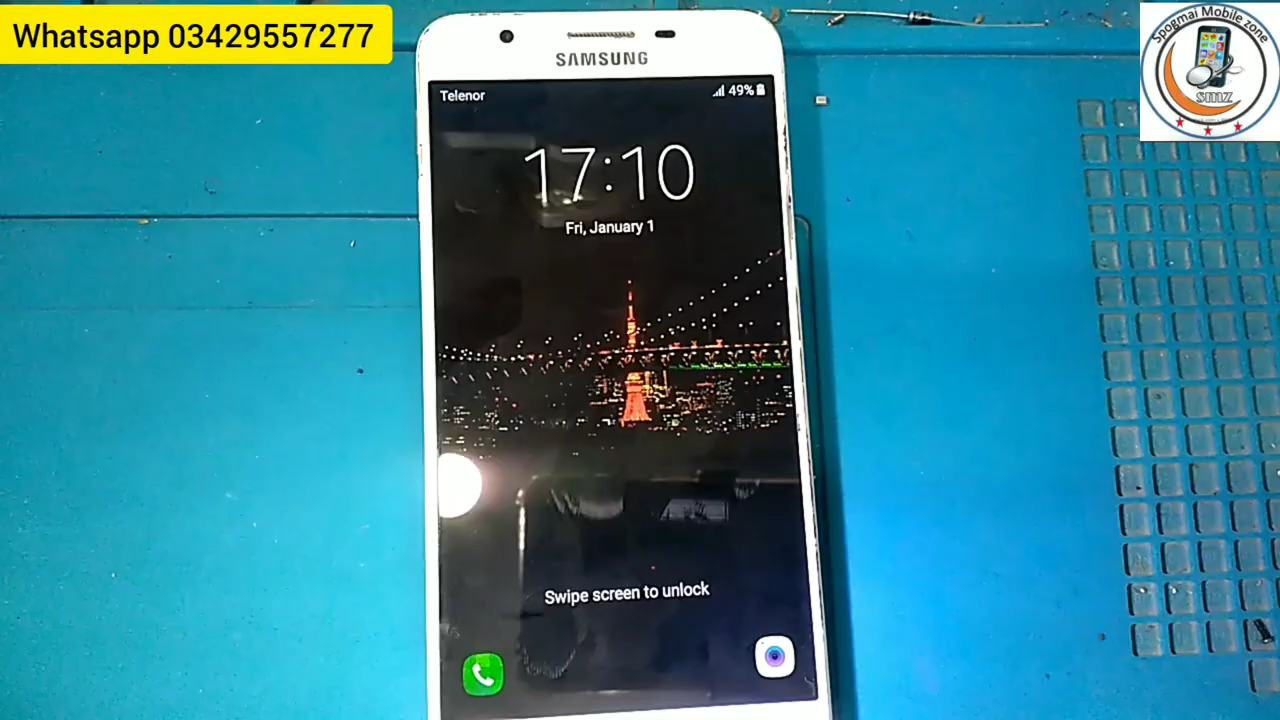 Whatsapp 03429557277
Spogmai Mobile zone
smz
SAMSUNG
Telenor
49%
17:10
Fri, January 1
Swipe screen to unlock